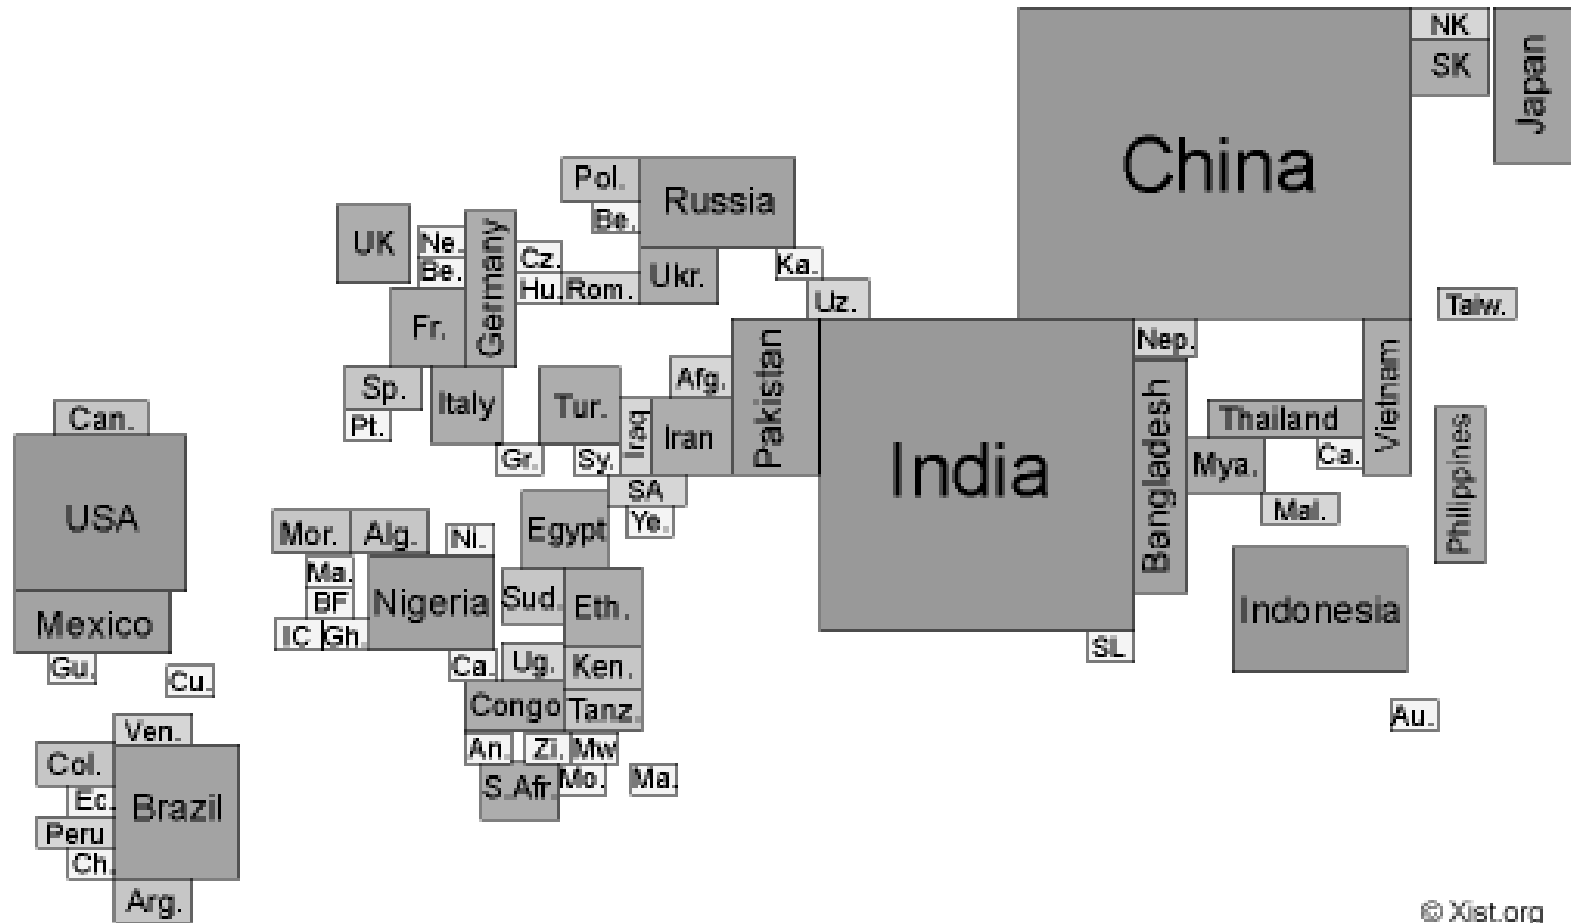 NK
SK
Japan
China
Pol.
Russia
Be.
UK
Ne.
Be.
Germany
Cz.
Hu.
Rom.
Ukr.
Ka.
Uz.
Taiw.
Fr.
Nep.
Sp.
Pt.
Italy
Tur.
Afg.
Iraq
Iran
Pakistan
India
Bangladesh
Thailand
Vietnam
Can.
Gr.
Sy.
Mya.
Ca.
Philippines
USA
SA
Ye.
Mal.
Mor.
Alg.
Ni.
Egypt
Ma.
BF
Nigeria
Sud.
Eth.
Indonesia
Mexico
IC
Gh.
SL
Gu.
Cu.
Ca.
Ug.
Ken.
Congo
Tanz.
Au.
Ven.
Col.
An.
Zi.
Mw
Ec.
Brazil
S.Afr.
Mo.
Ma.
Peru
Ch.
Arg.
© Xist.org